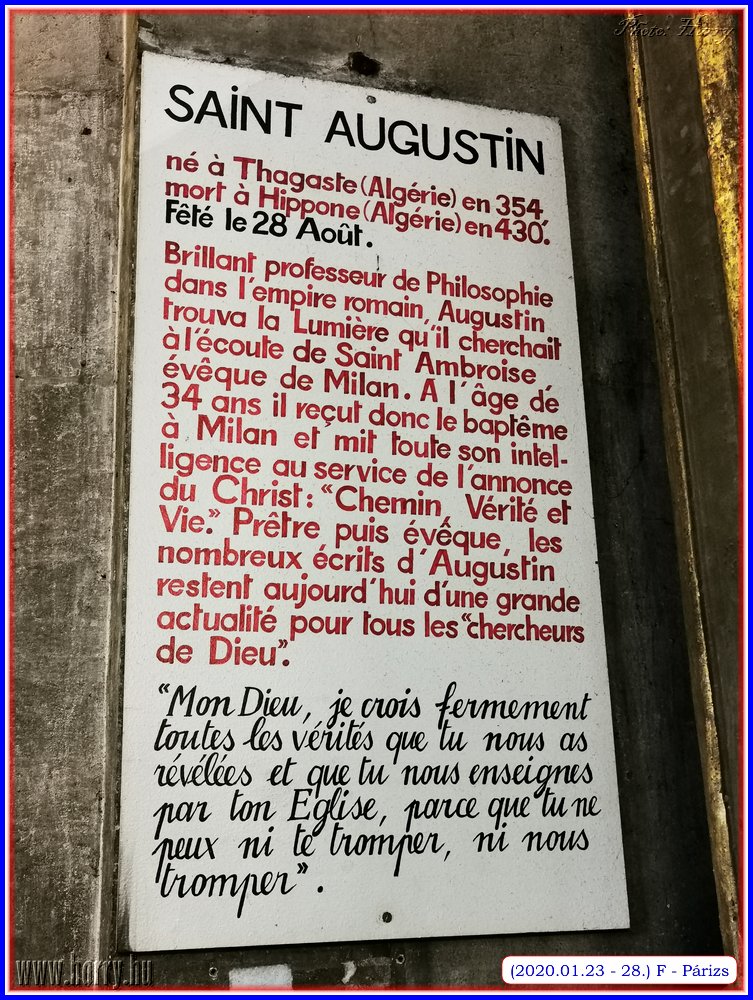 Photo: Horry
SAiNT AUGUSTiN
né à Thagaste (Algérie) en 354
mort à Hippone (Algérie) en 430.
Fêté le 28 Août.
Brillant professeur de Philosophie
dans l'empire romain, Augustin
trouva la Lumière qu'il cherchait
à l'écoute de Saint Ambroise
évêque de Milan. A l'âge de
34 ans il reçut donc le baptême
à Milan et mit toute son intel-
ligence au service de l'annonce
du Christ: "Chemin, Vérité et
Vie." Prêtre puis évêque, les
nombreux écrits d'Augustin
restent aujourd'hui d'une grande
actualité pour tous les "chercheurs
de Dieu".
"Mon Dieu, je crois fermement
toutes les vérités que tu nous as
révélées et que tu nous enseignes
par ton Eglise, parce que tu ne
peux ni te tromper, ni nous
tromper".
www.horry.hu
(2020.01.23 - 28.) F - Párizs